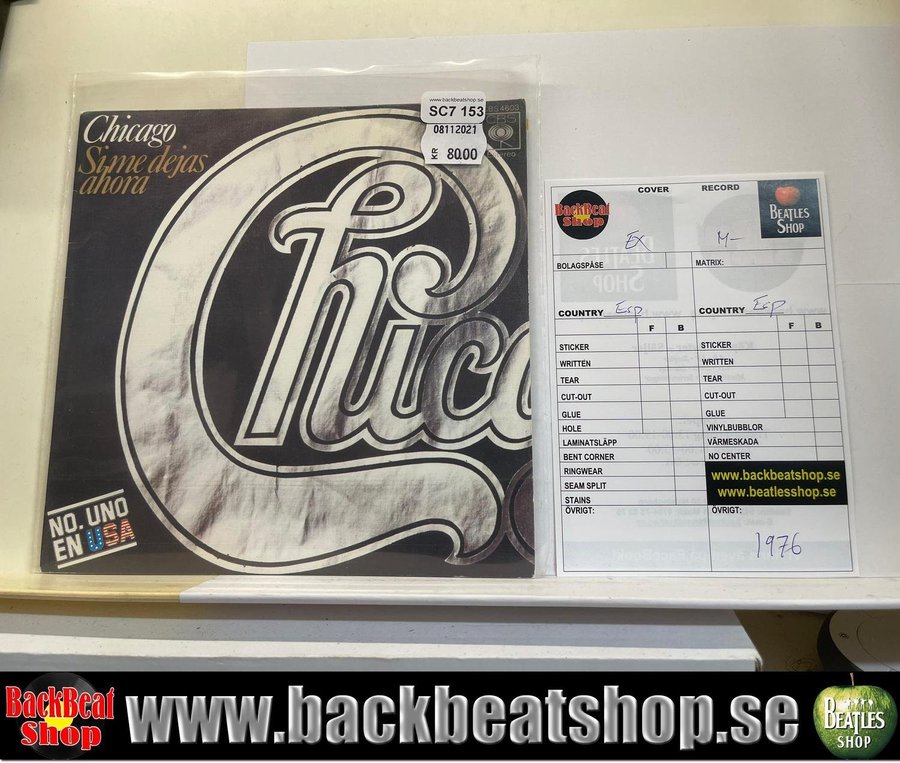 Chicago
Si me dejas
ahora
www.backbeatshop.se
SC7 153
08112021
KR 80.00
CBS
Chica
NO. UNO
EN USA
COVER RECORD
BackBeat
Shop
BEATLES
SHOP
EX M-
BOLAGSPÅSE MATRIX:
COUNTRY Esp COUNTRY Esp
F B F B
STICKER STICKER
WRITTEN WRITTEN
TEAR TEAR
CUT-OUT CUT-OUT
GLUE GLUE
HOLE VINYLBUBBLOR
LAMINATSLÄPP VÄRMESKADA
BENT CORNER NO CENTER
RINGWEAR
SEAM SPLIT
STAINS
www.backbeatshop.se
www.beatlesshop.se
ÖVRIGT: ÖVRIGT:
1976
BackBeat
Shop
www.backbeatshop.se
BEATLES
SHOP